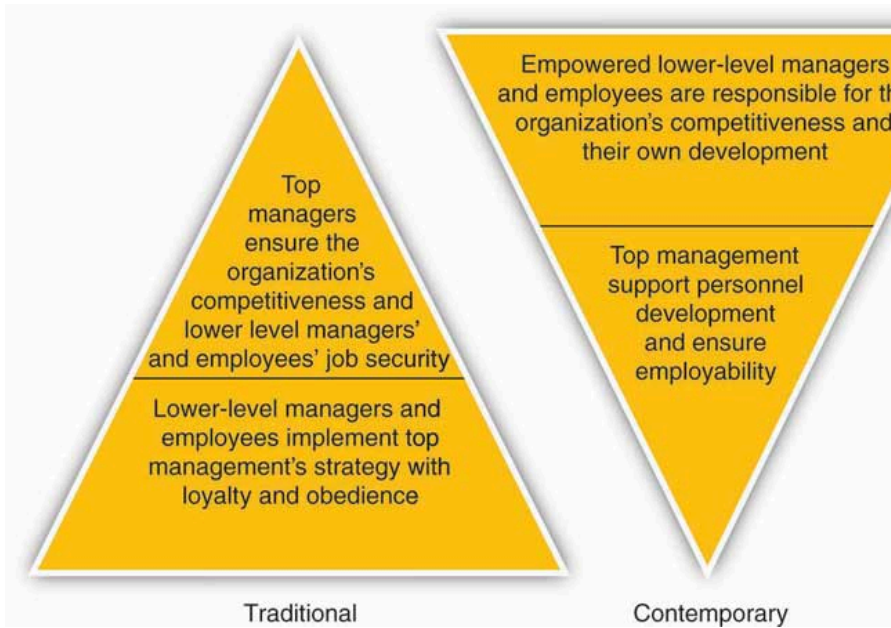 Top
managers
ensure the
organization's
competitiveness and
lower level managers'
and employees' job security
Lower-level managers and
employees implement top
management's strategy with
loyalty and obedience
Traditional
Empowered lower-level managers
and employees are responsible for
organization's competitiveness and
their own development
Top management
support personnel
development
and ensure
employability
Contemporary